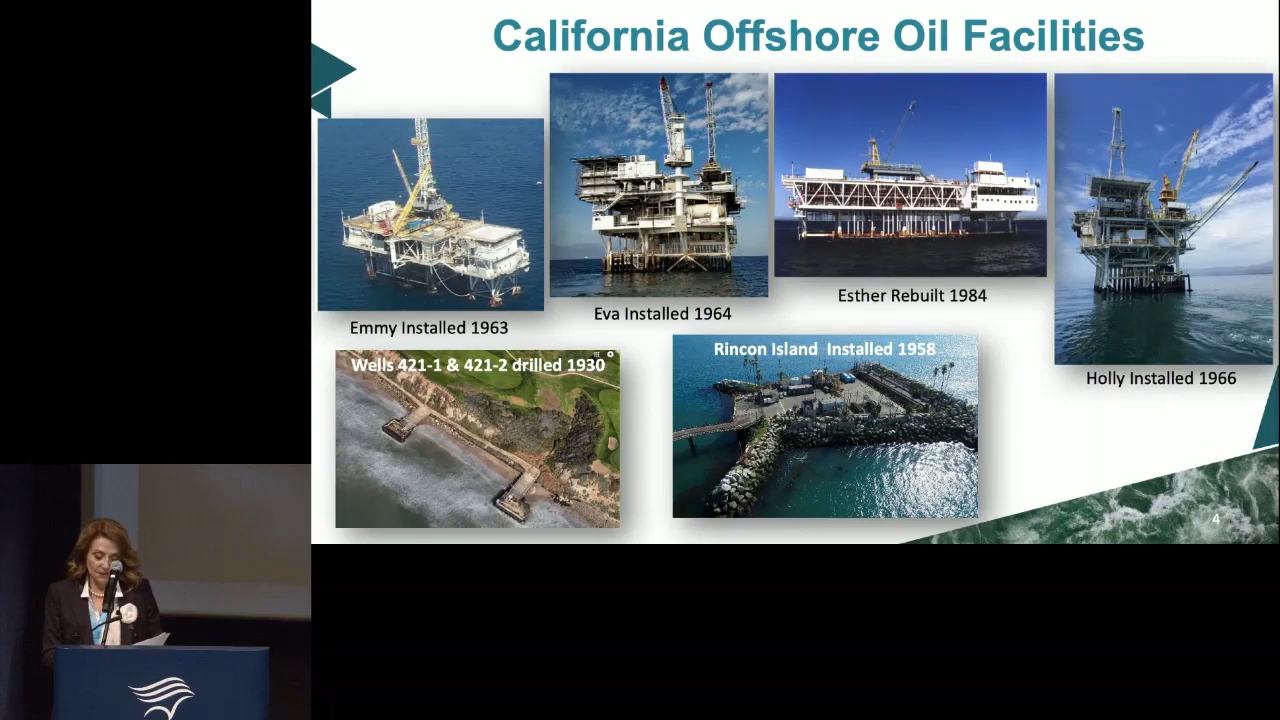 California Offshore Oil Facilities
Emmy Installed 1963
Eva Installed 1964
Esther Rebuilt 1984
Holly Installed 1966
Wells 421-1 & 421-2 drilled 1930
Rincon Island  Installed 1958
4